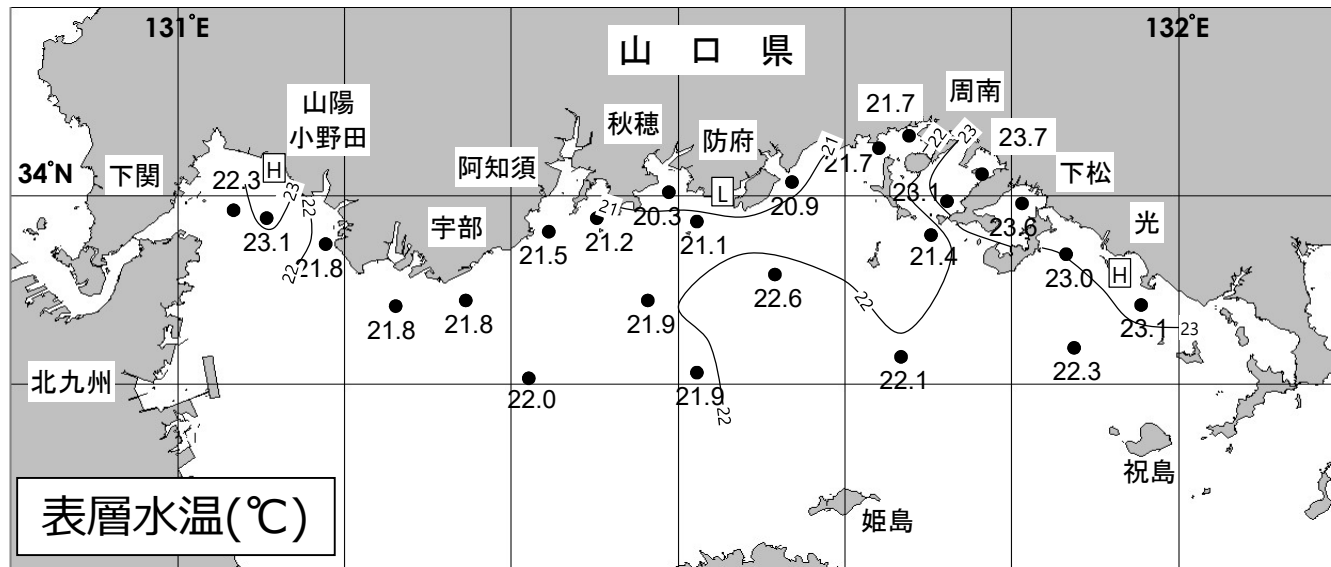 131°E
132°E
山 口 県
山陽
小野田
秋穂
防府
21.7
周南
23.7
下松
阿知須
34°N
下関
宇部
光
H
L
H
22.3
23.1
21.8
21.8
21.8
21.5
21.2
20.3
21.1
20.9
21.7
23.1
21.4
23.6
23.0
23.1
22.6
21.9
22.0
21.9
22.1
22.3
23
22
22
21
21
22
23
22
22
23
北九州
祝島
姫島
表層水温(℃)